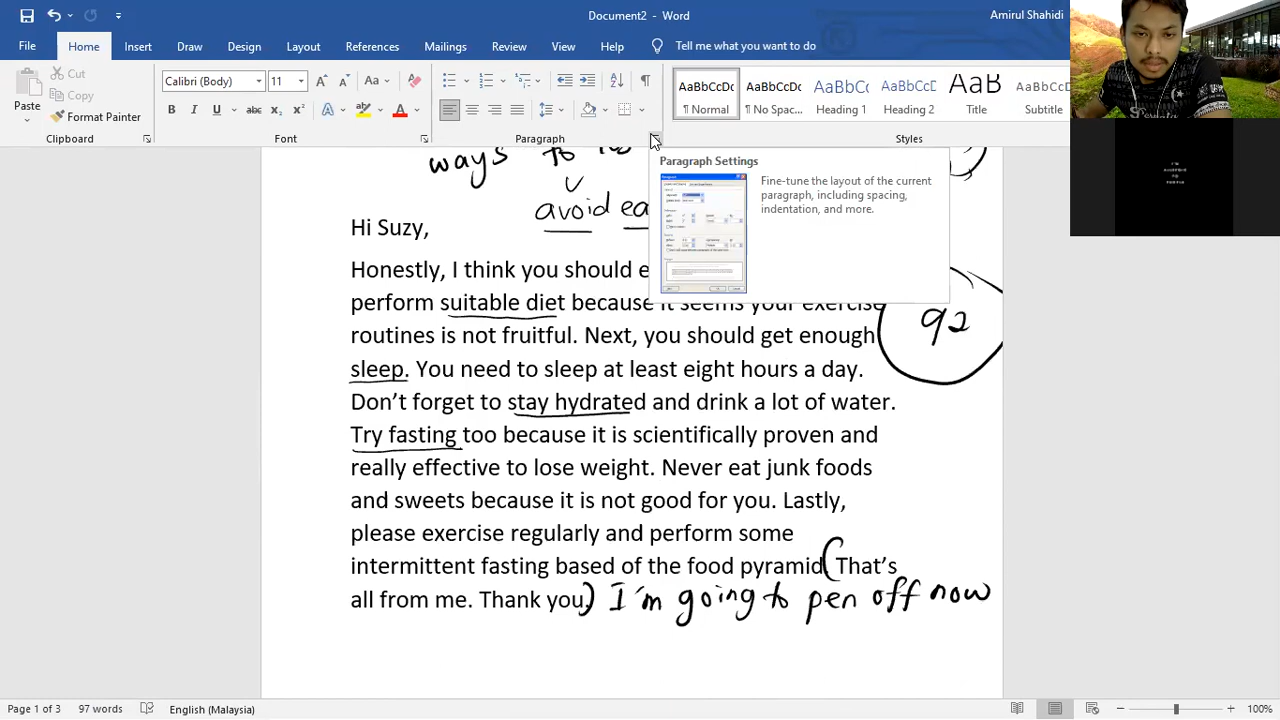 Document2 - Word
Amirul Shahidi
File Home Insert Draw Design Layout References Mailings Review View Help Tell me what you want to do
Paste
Cut
Copy
Format Painter
Clipboard
Calibri (Body) 11
Font
Paragraph
AaBbCcDc AaBbCcDc AaBbCc AaBbCcD AaB AaBbCcD
¶ Normal ¶ No Spac... Heading 1 Heading 2 Title Subtitle
Styles
Paragraph Settings
Fine-tune the layout of the current
paragraph, including spacing,
indentation, and more.
ways to
avoid
Hi Suzy,
Honestly, I think you should
perform suitable diet because it seems your exercise
routines is not fruitful. Next, you should get enough
92
sleep. You need to sleep at least eight hours a day.
Don't forget to stay hydrated and drink a lot of water.
Try fasting too because it is scientifically proven and
really effective to lose weight. Never eat junk foods
and sweets because it is not good for you. Lastly,
please exercise regularly and perform some
intermittent fasting based of the food pyramid. (That's
all from me. Thank you.) I'm going to pen off now
Page 1 of 3 97 words English (Malaysia) 100%